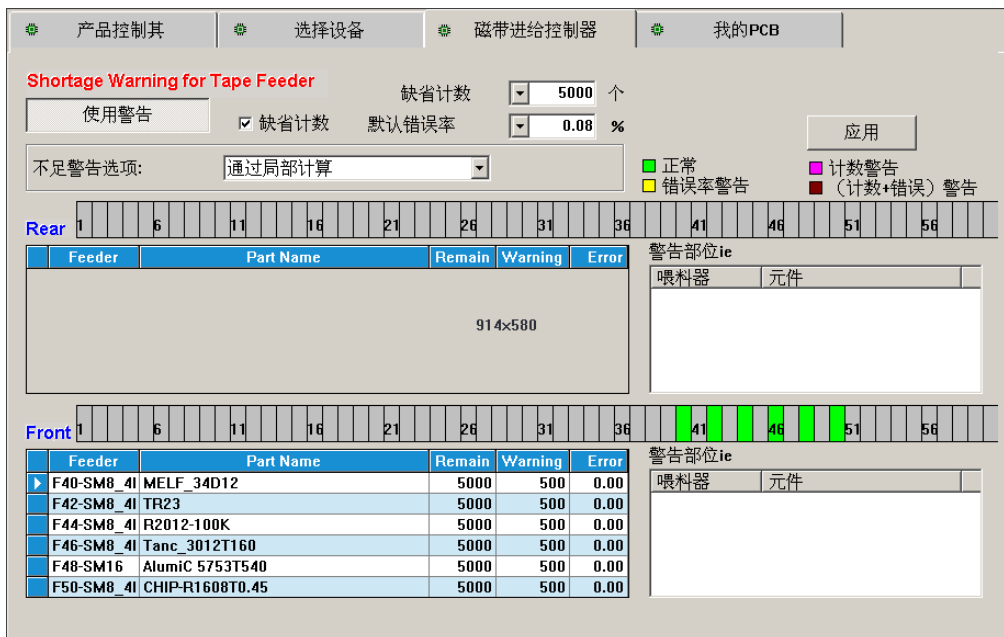 产品控制其 选择设备 磁带进给控制器 我的PCB
Shortage Warning for Tape Feeder
缺省计数 5000 个
使用警告 缺省计数 默认错误率 0.08 %
应用
不足警告选项: 通过局部计算
正常 计数警告
错误率警告 (计数+错误)警告
Rear 1 6 11 16 21 26 31 36 41 46 51 56
Feeder Part Name Remain Warning Error
警告部位ie
喂料器 元件
914×580
Front 1 6 11 16 21 26 31 36 41 46 51 56
Feeder Part Name Remain Warning Error
警告部位ie
喂料器 元件
F40-SM8_4I MELF_34D12 5000 500 0.00
F42-SM8_4I TR23 5000 500 0.00
F44-SM8_4I R2012-100K 5000 500 0.00
F46-SM8_4I Tanc_3012T160 5000 500 0.00
F48-SM16 AlumiC 5753T540 5000 500 0.00
F50-SM8_4I CHIP-R1608T0.45 5000 500 0.00